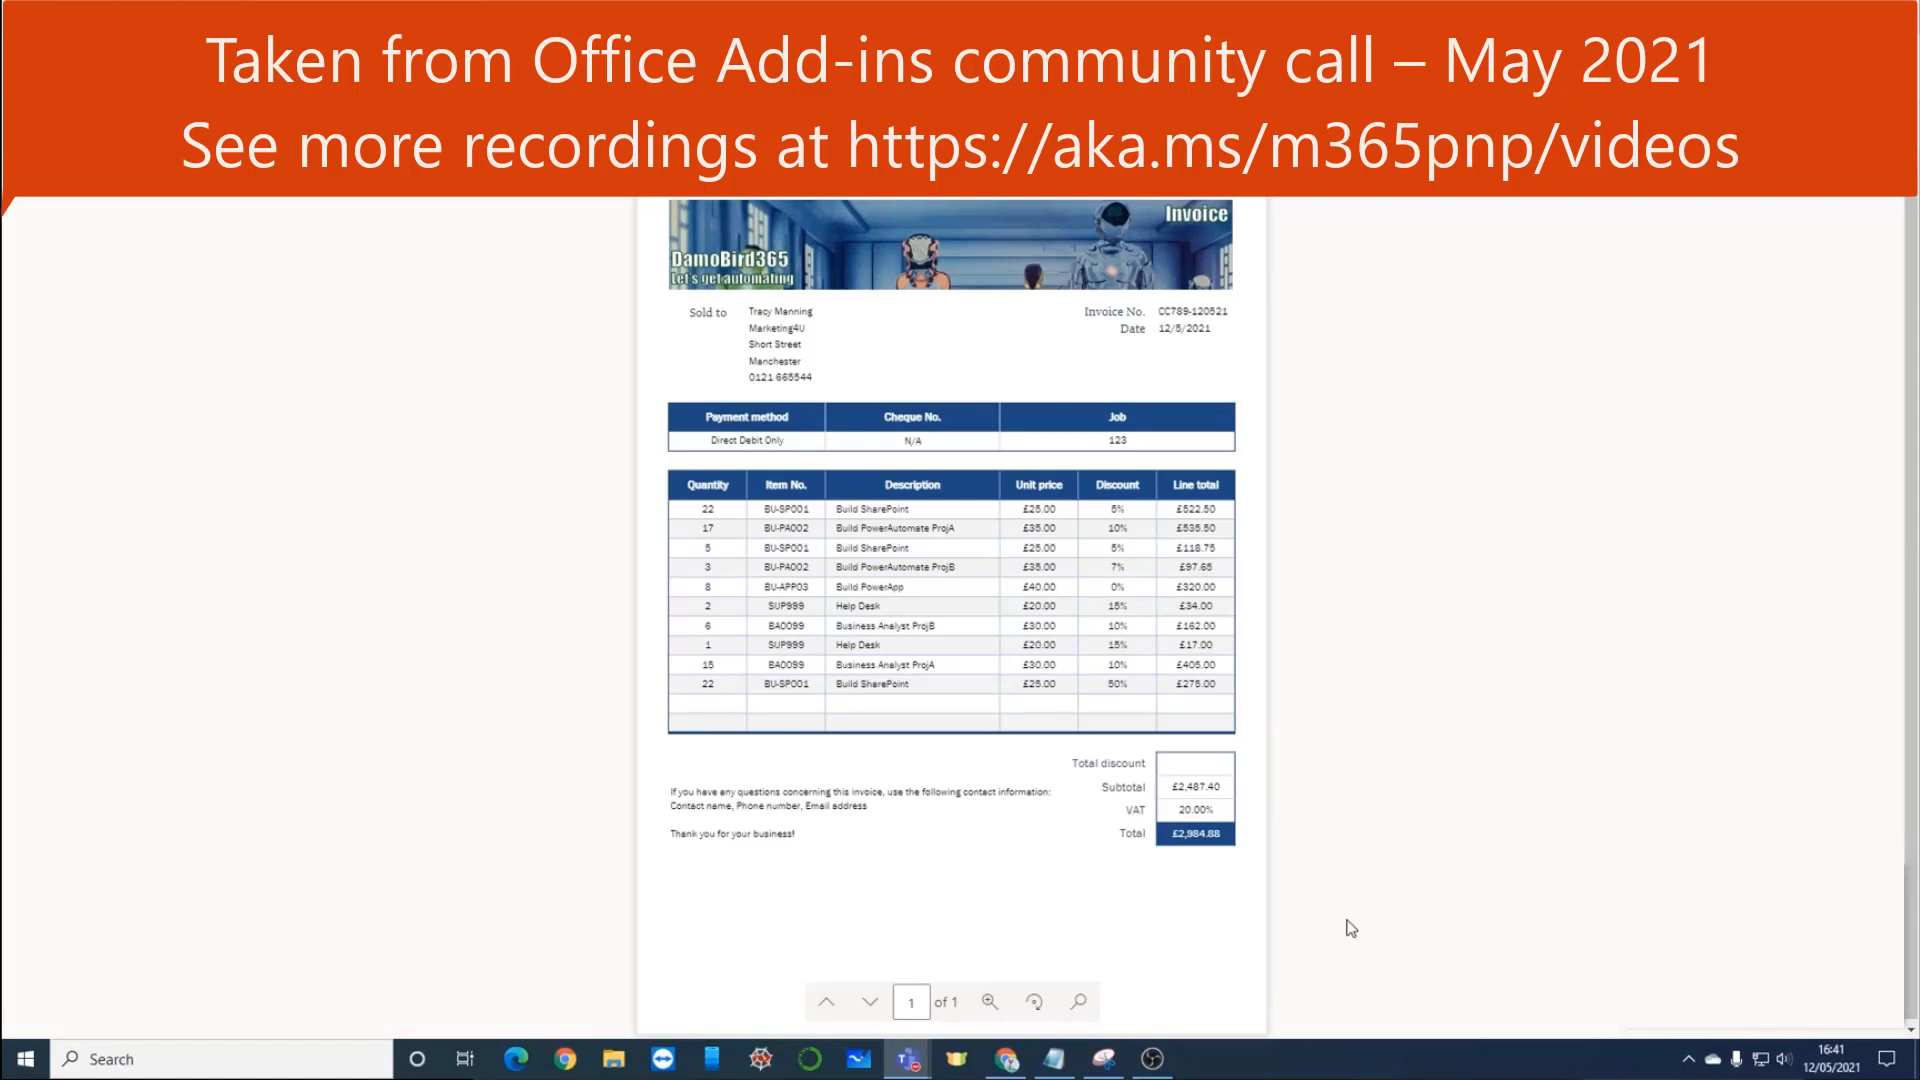 Taken from Office Add-ins community call – May 2021
See more recordings at https://aka.ms/m365pnp/videos
Invoice
DamoBird365
Let's get automating
Sold to Tracy Manning Invoice No. CC789-120521
Marketing4U Date 12/5/2021
Short Street
Manchester
0121 665544
Payment method Cheque No. Job
Direct Debit Only N/A 123
Quantity Item No. Description Unit price Discount Line total
22 BU-SP001 Build SharePoint £25.00 5% £522.50
17 BU-PA002 Build PowerAutomate ProjA £35.00 10% £535.50
5 BU-SP001 Build SharePoint £25.00 5% £118.75
3 BU-PA002 Build PowerAutomate ProjB £35.00 7% £97.65
8 BU-APP03 Build PowerApp £40.00 0% £320.00
2 SUP999 Help Desk £20.00 15% £34.00
6 BA0099 Business Analyst ProjB £30.00 10% £162.00
1 SUP999 Help Desk £20.00 15% £17.00
15 BA0099 Business Analyst ProjA £30.00 10% £405.00
22 BU-SP001 Build SharePoint £25.00 50% £275.00
Total discount
Subtotal £2,487.40
If you have any questions concerning this invoice, use the following contact information:
Contact name, Phone number, Email address
VAT 20.00%
Thank you for your business! Total £2,984.88
1 of 1
Search
16:41
12/05/2021